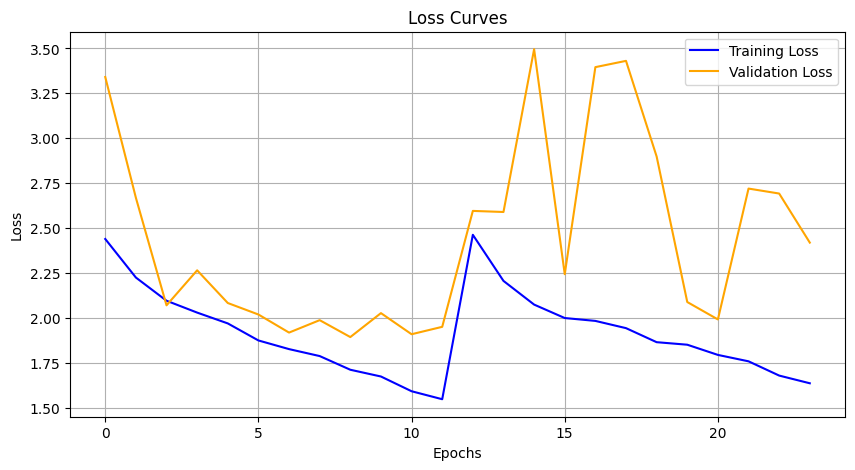 Loss Curves
Training Loss
Validation Loss
3.50
3.25
3.00
2.75
2.50
2.25
2.00
1.75
1.50
Loss
0 5 10 15 20
Epochs